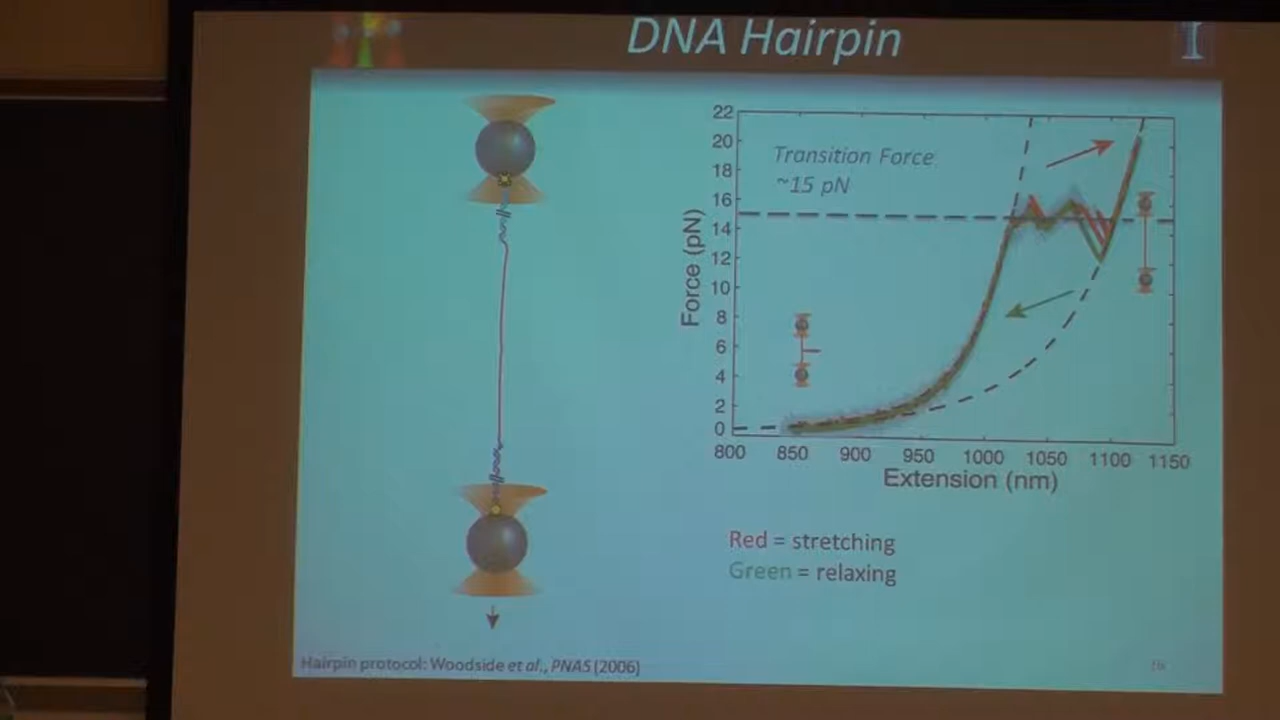 DNA Hairpin
I
22
20
18
16
14
12
10
8
6
4
2
0
Force (pN)
Transition Force
~15 pN
800 850 900 950 1000 1050 1100 1150
Extension (nm)
Red = stretching
Green = relaxing
Hairpin protocol: Woodside et al., PNAS (2006)
16